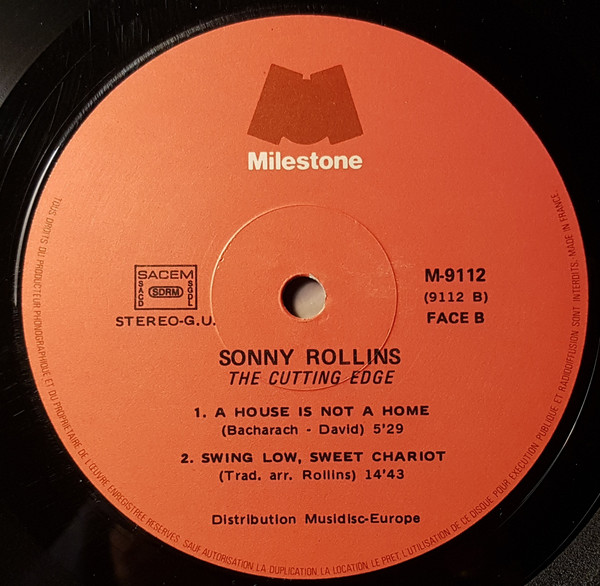 Milestone
SACEM
SACD
SDRM
SGDL
STEREO-G.U.
M-9112
(9112 B)
FACE B
SONNY ROLLINS
THE CUTTING EDGE
1. A HOUSE IS NOT A HOME
(Bacharach - David) 5'29
2. SWING LOW, SWEET CHARIOT
(Trad. arr. Rollins) 14'43
Distribution Musidisc-Europe
TOUS DROITS DU PRODUCTEUR PHONOGRAPHIQUE ET DU PROPRIETAIRE DE L'ŒUVRE ENREGISTREE RESERVES. SAUF AUTORISATION LA DUPLICATION LA LOCATION, LE PRET, L'UTILISATION DE CE DISQUE POUR EXECUTION PUBLIQUE ET RADIODIFFUSION SONT INTERDITS. MADE IN FRANCE.